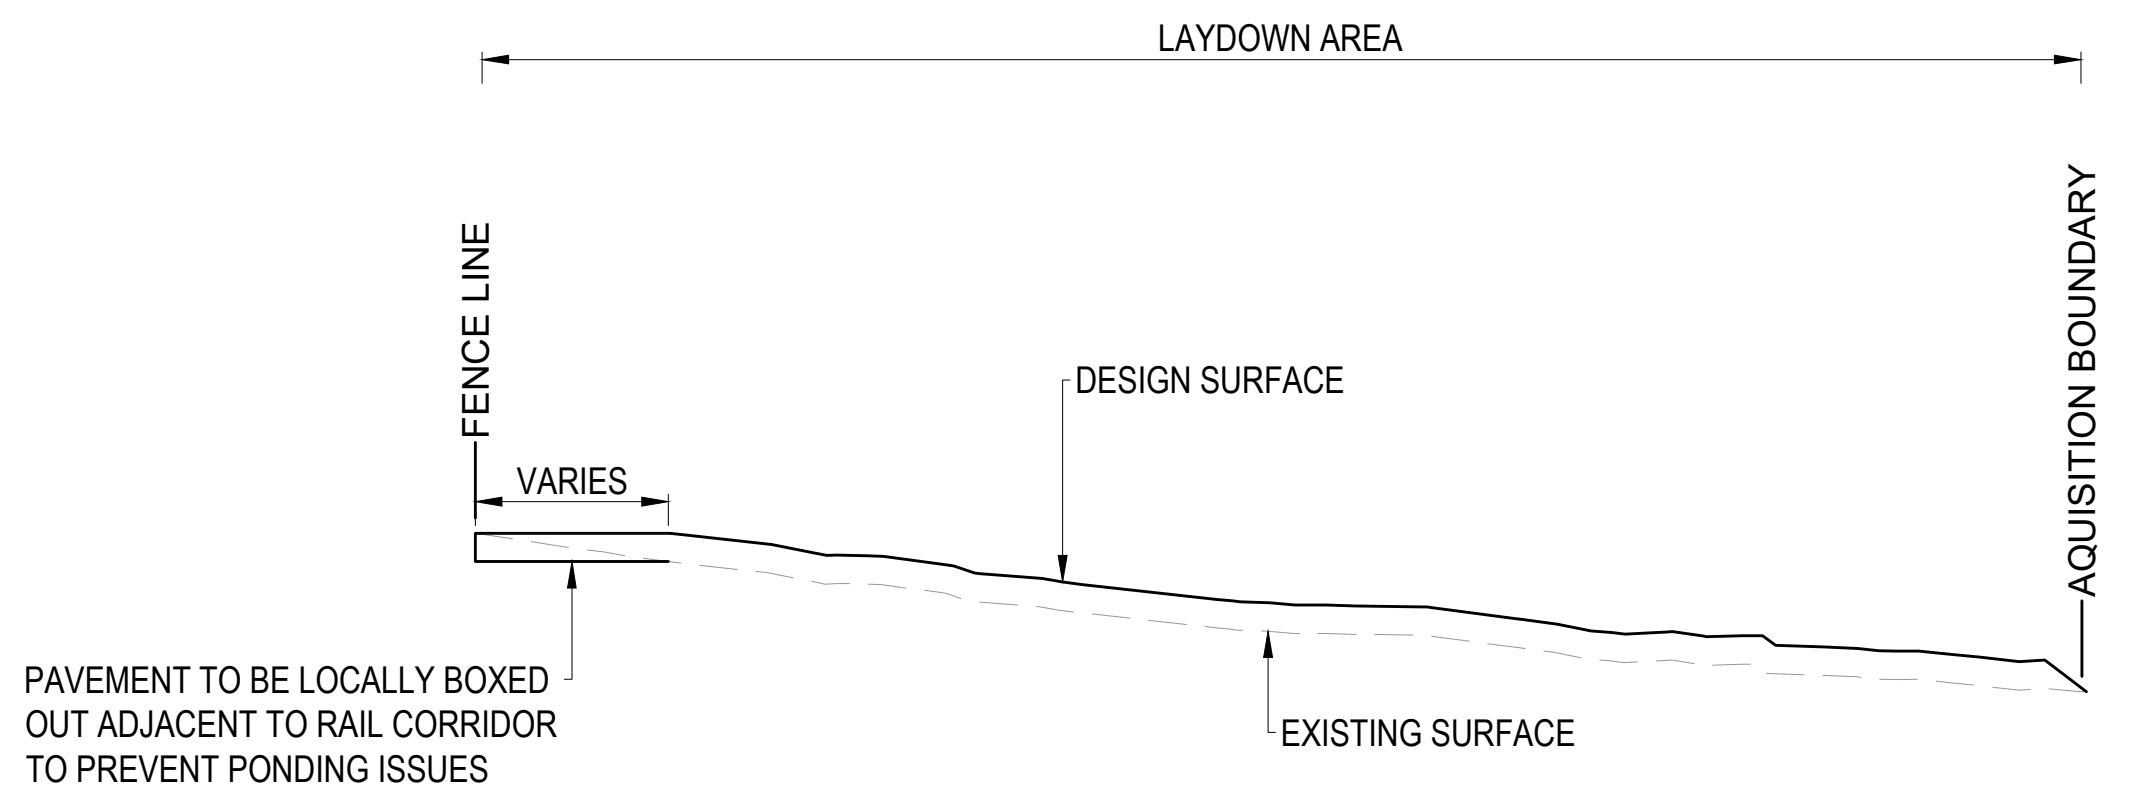 LAYDOWN AREA
FENCE LINE
AQUISITION BOUNDARY
DESIGN SURFACE
VARIES
PAVEMENT TO BE LOCALLY BOXED
OUT ADJACENT TO RAIL CORRIDOR
TO PREVENT PONDING ISSUES
EXISTING SURFACE